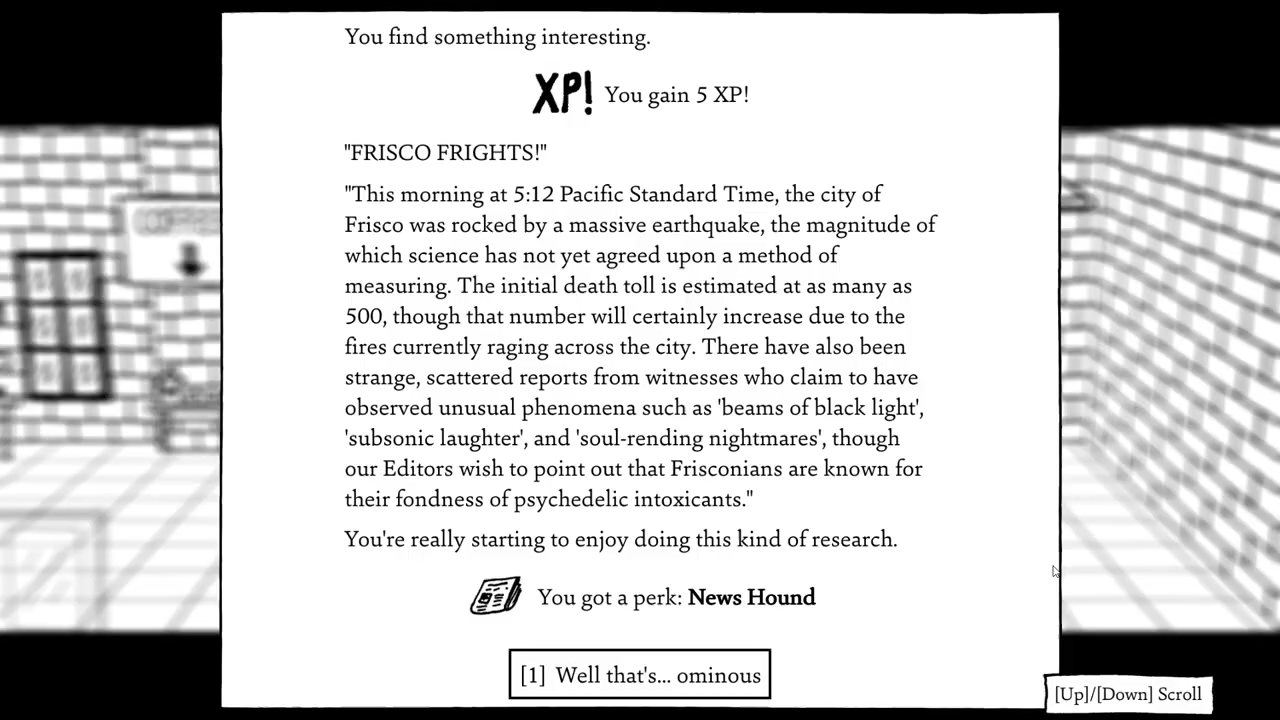 You find something interesting.
XP! You gain 5 XP!
"FRISCO FRIGHTS!"
"This morning at 5:12 Pacific Standard Time, the city of
Frisco was rocked by a massive earthquake, the magnitude of
which science has not yet agreed upon a method of
measuring. The initial death toll is estimated at as many as
500, though that number will certainly increase due to the
fires currently raging across the city. There have also been
strange, scattered reports from witnesses who claim to have
observed unusual phenomena such as 'beams of black light',
'subsonic laughter', and 'soul-rending nightmares', though
our Editors wish to point out that Frisconians are known for
their fondness of psychedelic intoxicants."
You're really starting to enjoy doing this kind of research.
You got a perk: News Hound
[1] Well that's... ominous
[Up]/[Down] Scroll